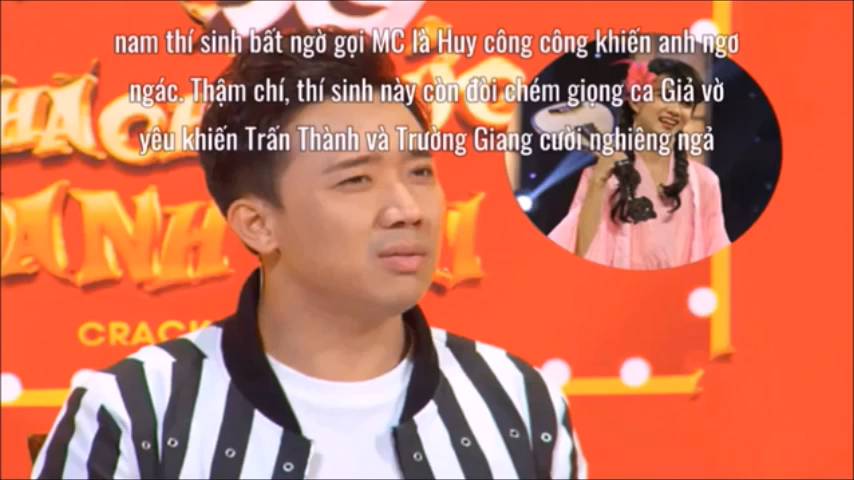 nam thí sinh bất ngờ gọi MC là Huy công công khiến anh ngơ
ngác. Thậm chí, thí sinh này còn đòi chém giọng ca Giả vờ
yêu khiến Trấn Thành và Trường Giang cười nghiêng ngả
ANH
CRACK